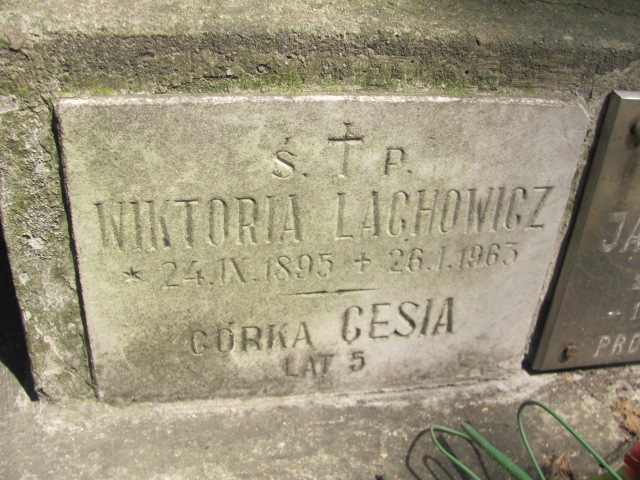 Ś. † P.
WIKTORIA LACHOWICZ
* 24.IX.1895 + 26.I.1963
CÓRKA CESIA
LAT 5